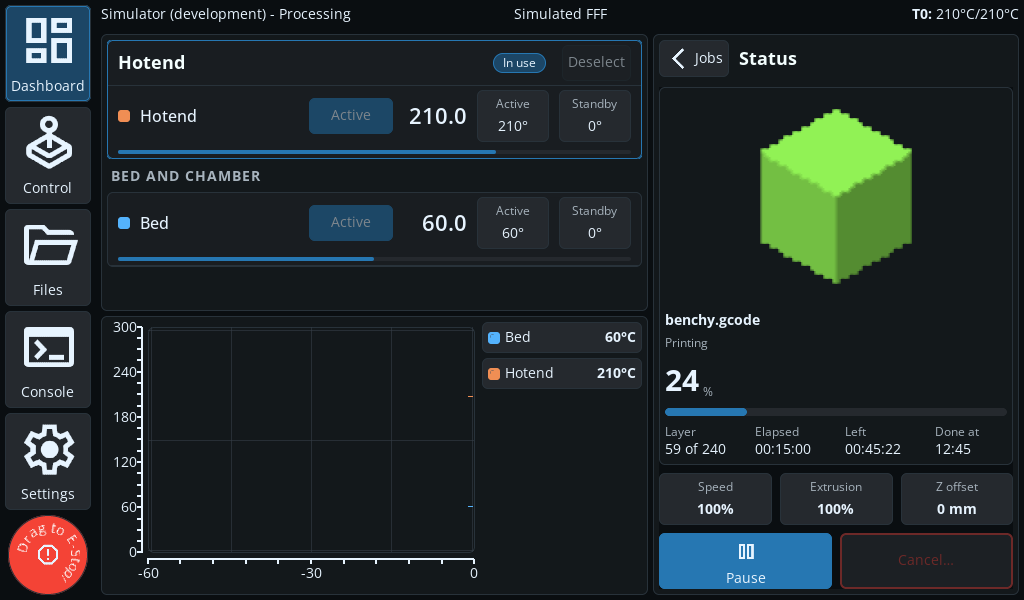 Simulator (development) - Processing
Simulated FFF
T0: 210°C/210°C
Dashboard
Control
Files
Console
Settings
Drag to E-Stop!
Hotend
In use
Deselect
Hotend
Active
210.0
Active
210°
Standby
0°
BED AND CHAMBER
Bed
Active
60.0
Active
60°
Standby
0°
300
240
180
120
60
0
-60
-30
0
Bed
60°C
Hotend
210°C
Jobs
Status
benchy.gcode
Printing
24 %
Layer
59 of 240
Elapsed
00:15:00
Left
00:45:22
Done at
12:45
Speed
100%
Extrusion
100%
Z offset
0 mm
Pause
Cancel...